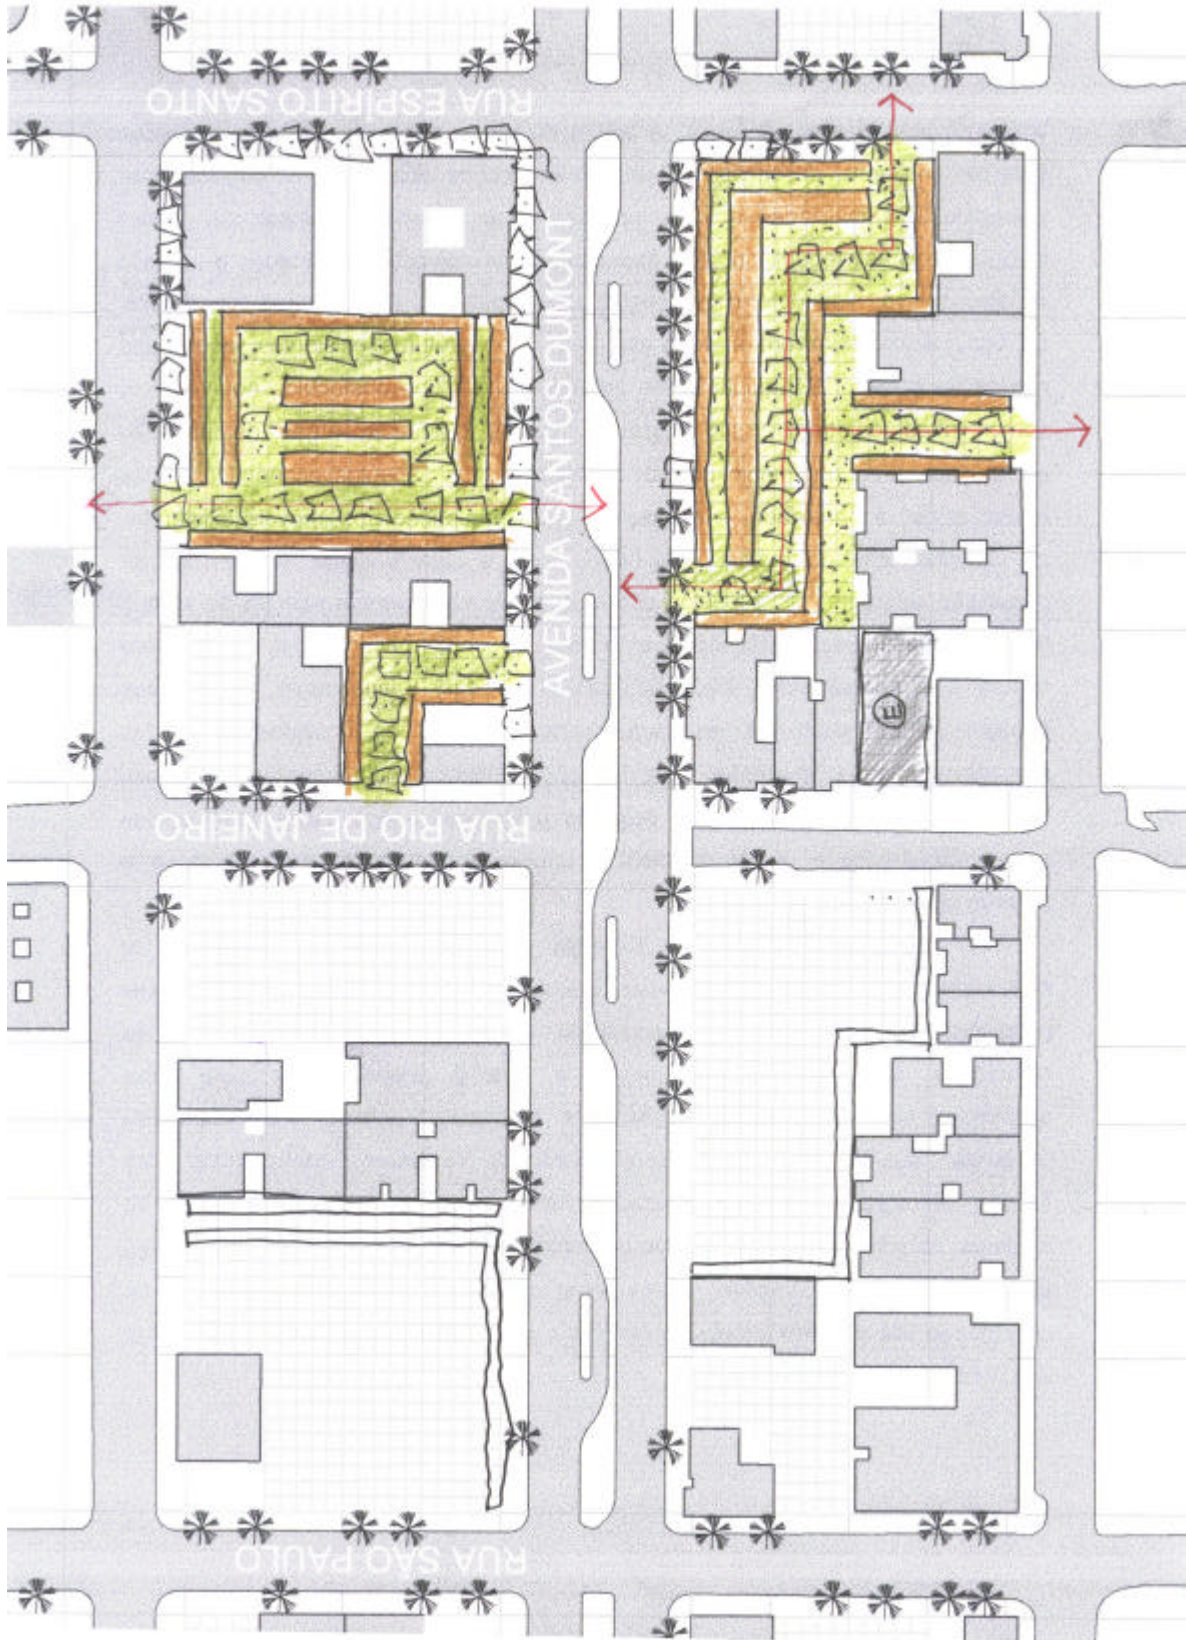 RUA ESPÍRITO SANTO
AVENIDA SANTOS DUMONT
E
RUA RIO DE JANEIRO
RUA SÃO PAULO